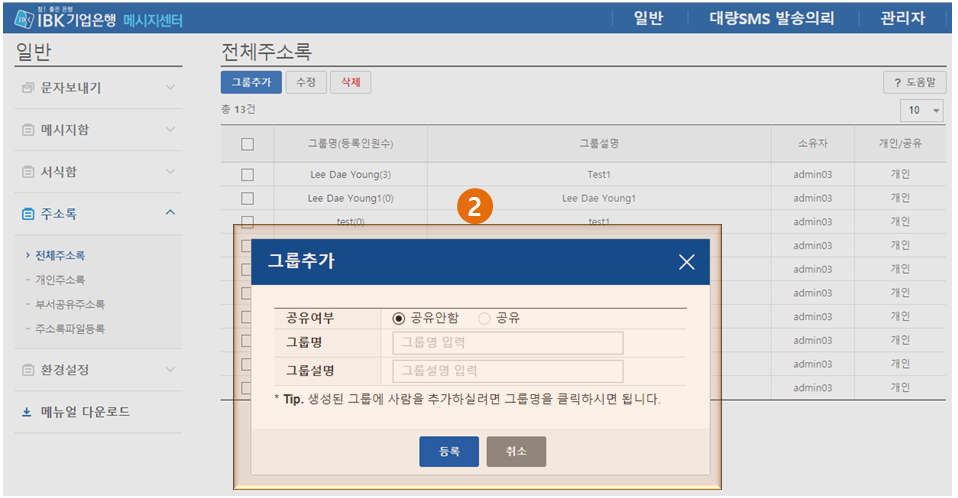 참! 좋은 은행
IBK기업은행 메시지센터
일반 대량SMS 발송의뢰 관리자
일반
문자보내기
메시지함
서식함
주소록
전체주소록
개인주소록
부서공유주소록
주소록파일등록
환경설정
매뉴얼 다운로드
전체주소록
그룹추가 수정 삭제 ? 도움말
총 13건 10
그룹명(등록인원수) 그룹설명 소유자 개인/공유
Lee Dae Young(3) Test1 admin03 개인
Lee Dae Young1(0) Lee Dae Young1 admin03 개인
test(0) test1 admin03 개인
admin03 개인
admin03 개인
admin03 개인
admin03 개인
admin03 개인
admin03 개인
admin03 개인
2
그룹추가
공유여부 공유안함 공유
그룹명 그룹명 입력
그룹설명 그룹설명 입력
* Tip. 생성된 그룹에 사람을 추가하실려면 그룹명을 클릭하시면 됩니다.
등록 취소